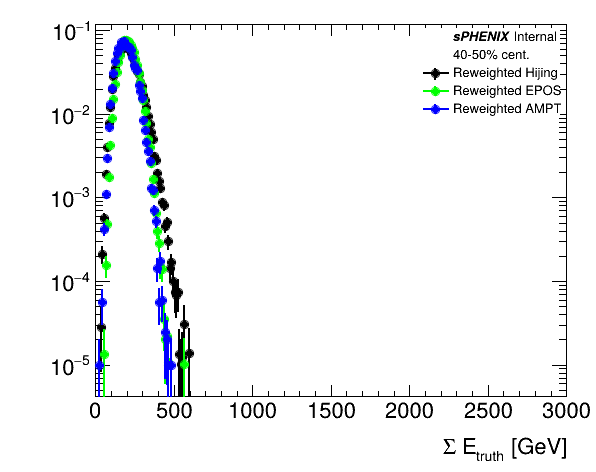 sPHENIX Internal
40-50% cent.
Reweighted Hijing
Reweighted EPOS
Reweighted AMPT
10⁻¹
10⁻²
10⁻³
10⁻⁴
10⁻⁵
0 500 1000 1500 2000 2500 3000
Σ E_truth [GeV]